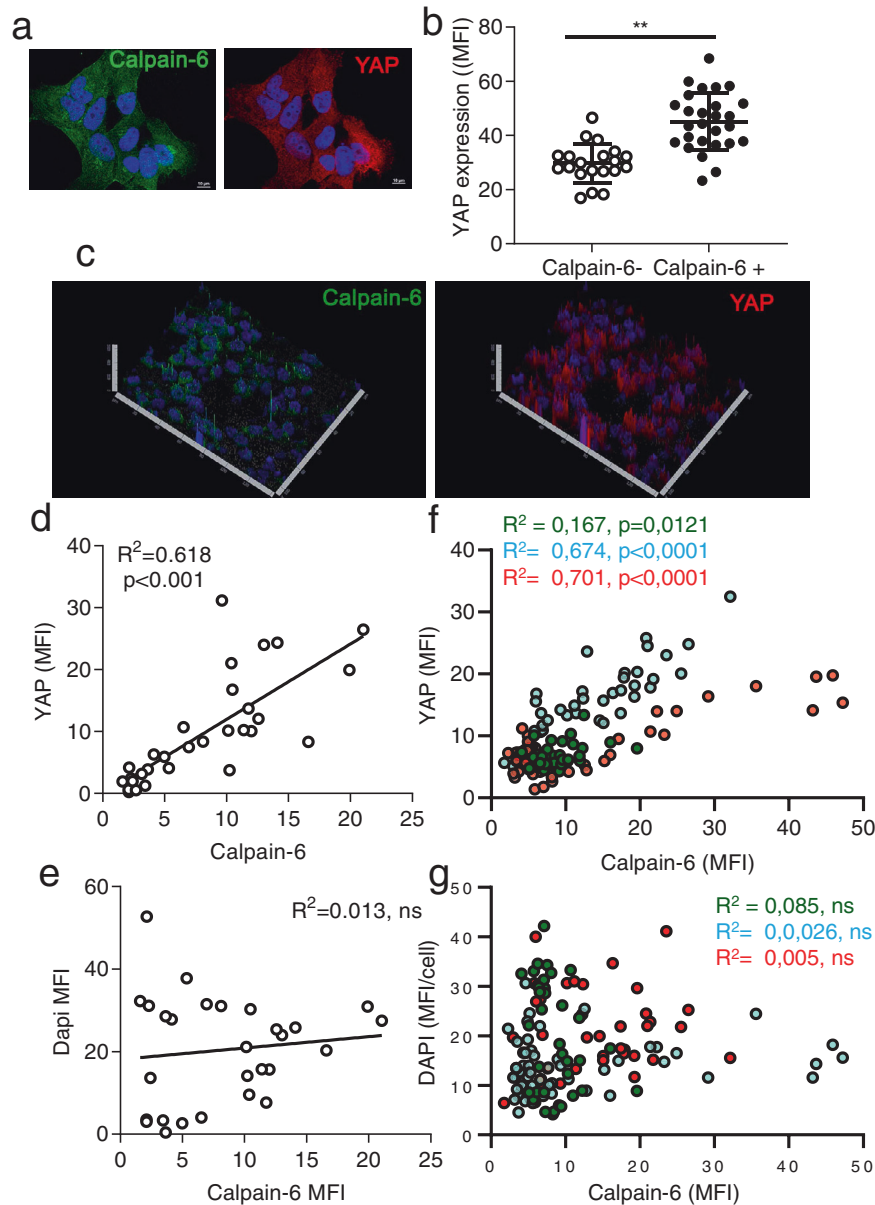 a
Calpain-6
YAP
10 µm
10 µm
b
**
YAP expression ((MFI)
80
60
40
20
0
Calpain-6- Calpain-6 +
c
Calpain-6
YAP
d
R²=0.618
p<0.001
YAP (MFI)
40
30
20
10
0
0 5 10 15 20 25
Calpain-6
f
R² = 0,167, p=0,0121
R²= 0,674, p<0,0001
R²= 0,701, p<0,0001
YAP (MFI)
40
30
20
10
0
0 10 20 30 40 50
Calpain-6 (MFI)
e
R²=0.013, ns
Dapi MFI
60
40
20
0
0 5 10 15 20 25
Calpain-6 MFI
g
R² = 0,085, ns
R²= 0,0,026, ns
R²= 0,005, ns
DAPI (MFI/cell)
50
40
30
20
10
0
0 10 20 30 40 50
Calpain-6 (MFI)